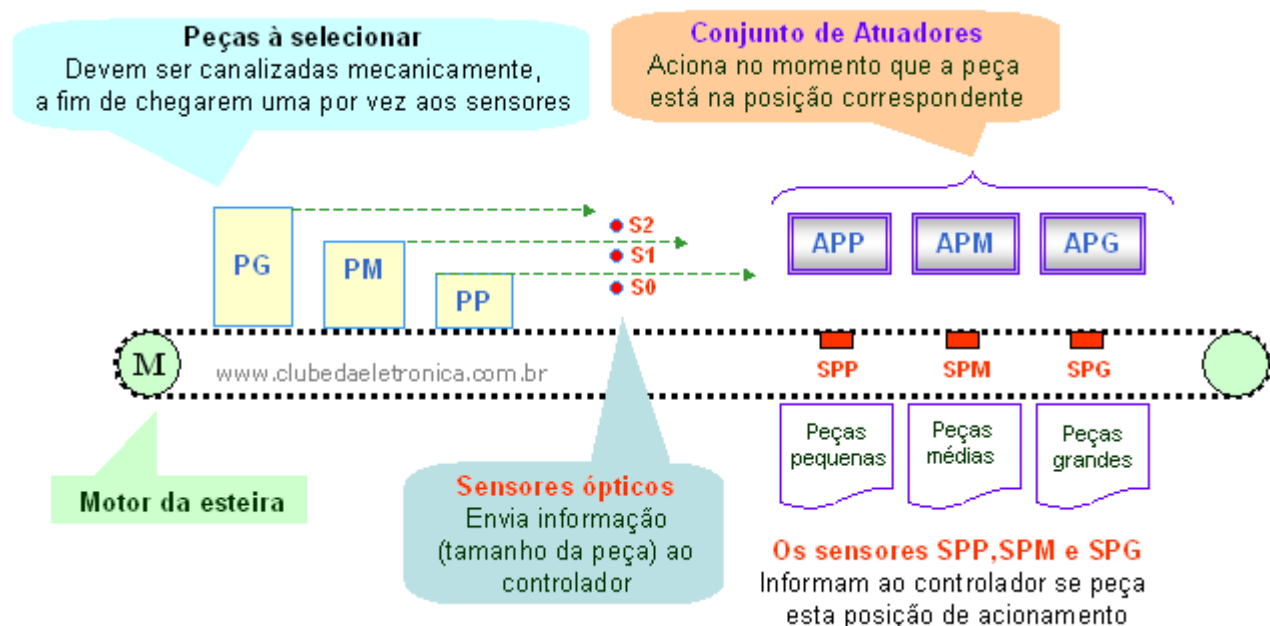 Peças à selecionar
Devem ser canalizadas mecanicamente,
a fim de chegarem uma por vez aos sensores
Conjunto de Atuadores
Aciona no momento que a peça
está na posição correspondente
PG
PM
PP
S2
S1
S0
APP
APM
APG
M
www.clubedaeletronica.com.br
SPP
SPM
SPG
Motor da esteira
Sensores ópticos
Envia informação
(tamanho da peça) ao
controlador
Peças
pequenas
Peças
médias
Peças
grandes
Os sensores SPP,SPM e SPG
Informam ao controlador se peça
esta posição de acionamento